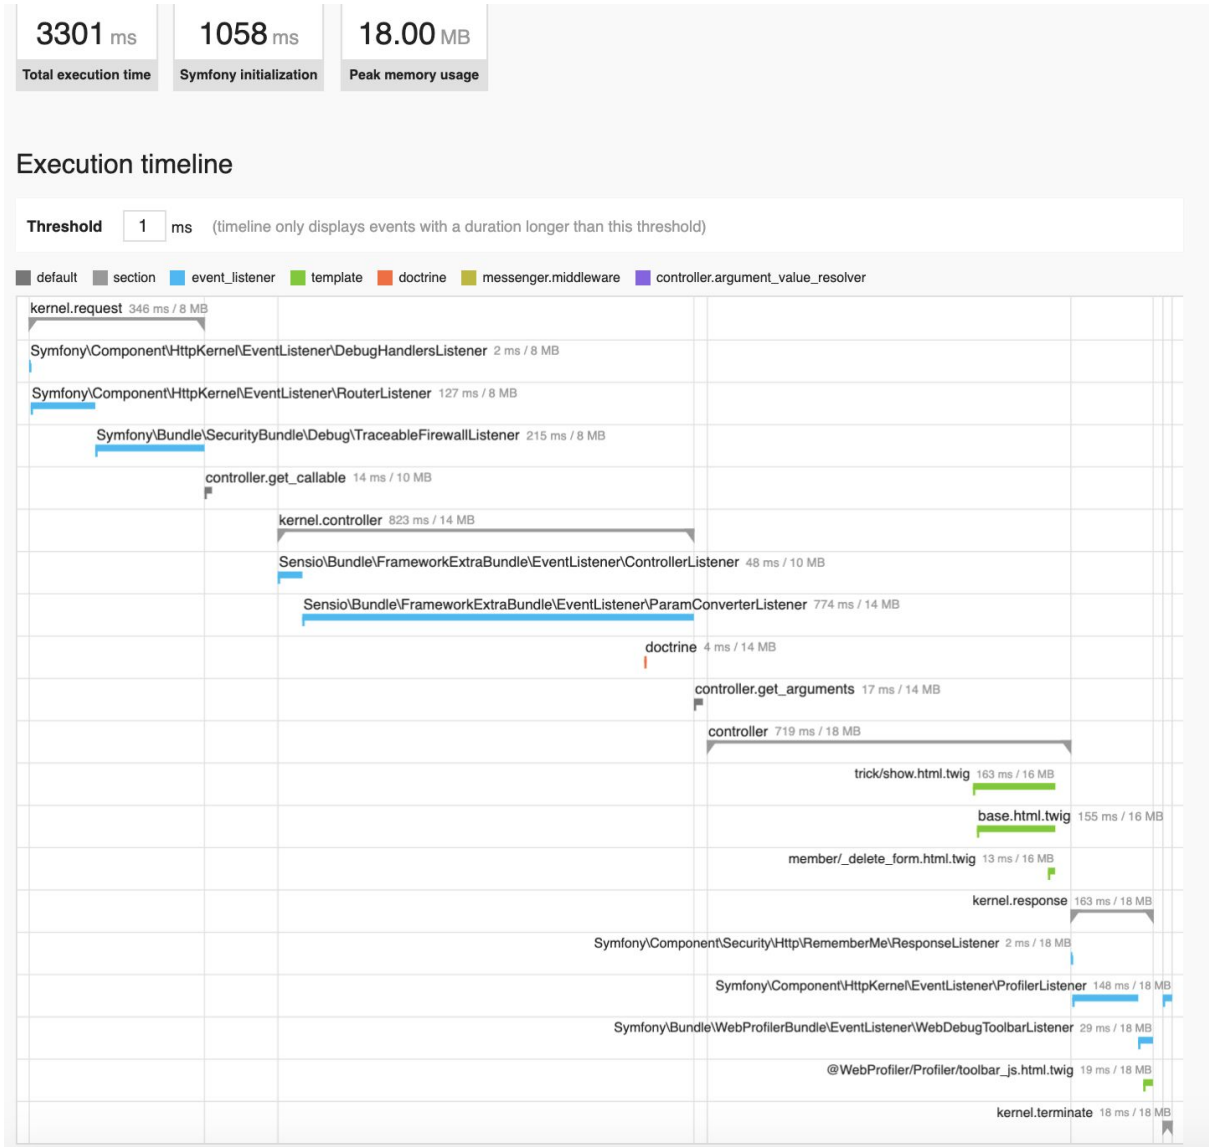 3301 ms 1058 ms 18.00 MB
Total execution time Symfony initialization Peak memory usage
Execution timeline
Threshold 1 ms (timeline only displays events with a duration longer than this threshold)
default section event_listener template doctrine messenger.middleware controller.argument_value_resolver
kernel.request 346 ms / 8 MB
Symfony\Component\HttpKernel\EventListener\DebugHandlersListener 2 ms / 8 MB
Symfony\Component\HttpKernel\EventListener\RouterListener 127 ms / 8 MB
Symfony\Bundle\SecurityBundle\Debug\TraceableFirewallListener 215 ms / 8 MB
controller.get_callable 14 ms / 10 MB
kernel.controller 823 ms / 14 MB
Sensio\Bundle\FrameworkExtraBundle\EventListener\ControllerListener 48 ms / 10 MB
Sensio\Bundle\FrameworkExtraBundle\EventListener\ParamConverterListener 774 ms / 14 MB
doctrine 4 ms / 14 MB
controller.get_arguments 17 ms / 14 MB
controller 719 ms / 18 MB
trick/show.html.twig 163 ms / 16 MB
base.html.twig 155 ms / 16 MB
member/_delete_form.html.twig 13 ms / 16 MB
kernel.response 163 ms / 18 MB
Symfony\Component\Security\Http\RememberMe\ResponseListener 2 ms / 18 MB
Symfony\Component\HttpKernel\EventListener\ProfilerListener 148 ms / 18 MB
Symfony\Bundle\WebProfilerBundle\EventListener\WebDebugToolbarListener 29 ms / 18 MB
@WebProfiler/Profiler/toolbar_js.html.twig 19 ms / 18 MB
kernel.terminate 18 ms / 18 MB